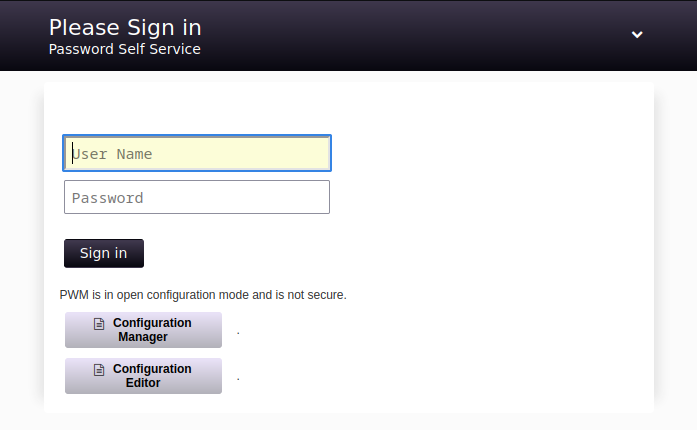 Please Sign in
Password Self Service
User Name
Password
Sign in
PWM is in open configuration mode and is not secure.
Configuration
Manager
.
Configuration
Editor
.